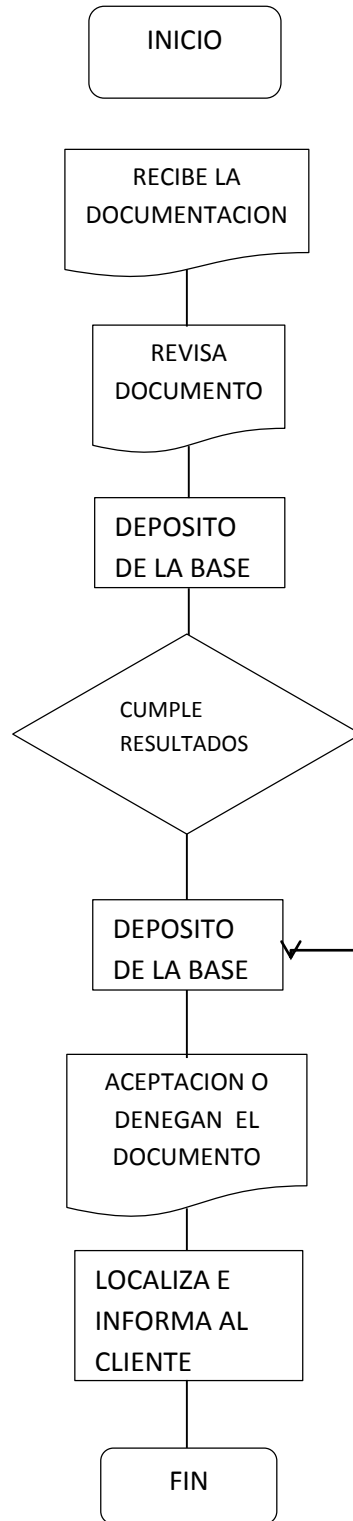 INICIO
RECIBE LA
DOCUMENTACION
REVISA
DOCUMENTO
DEPOSITO
DE LA BASE
CUMPLE
RESULTADOS
DEPOSITO
DE LA BASE
ACEPTACION O
DENEGAN EL
DOCUMENTO
LOCALIZA E
INFORMA AL
CLIENTE
FIN